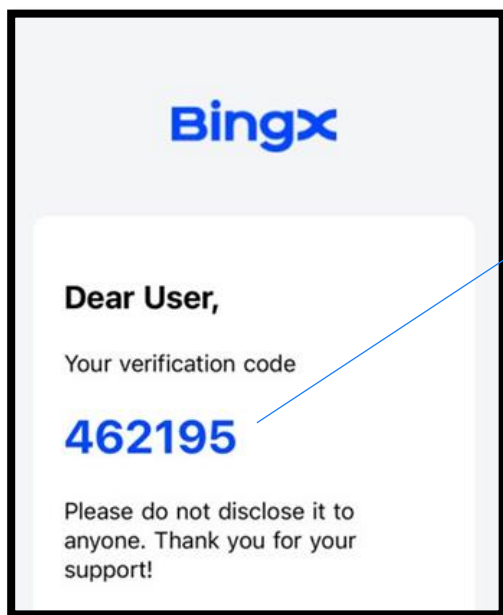 Bingx
Dear User,
Your verification code
462195
Please do not disclose it to
anyone. Thank you for your
support!